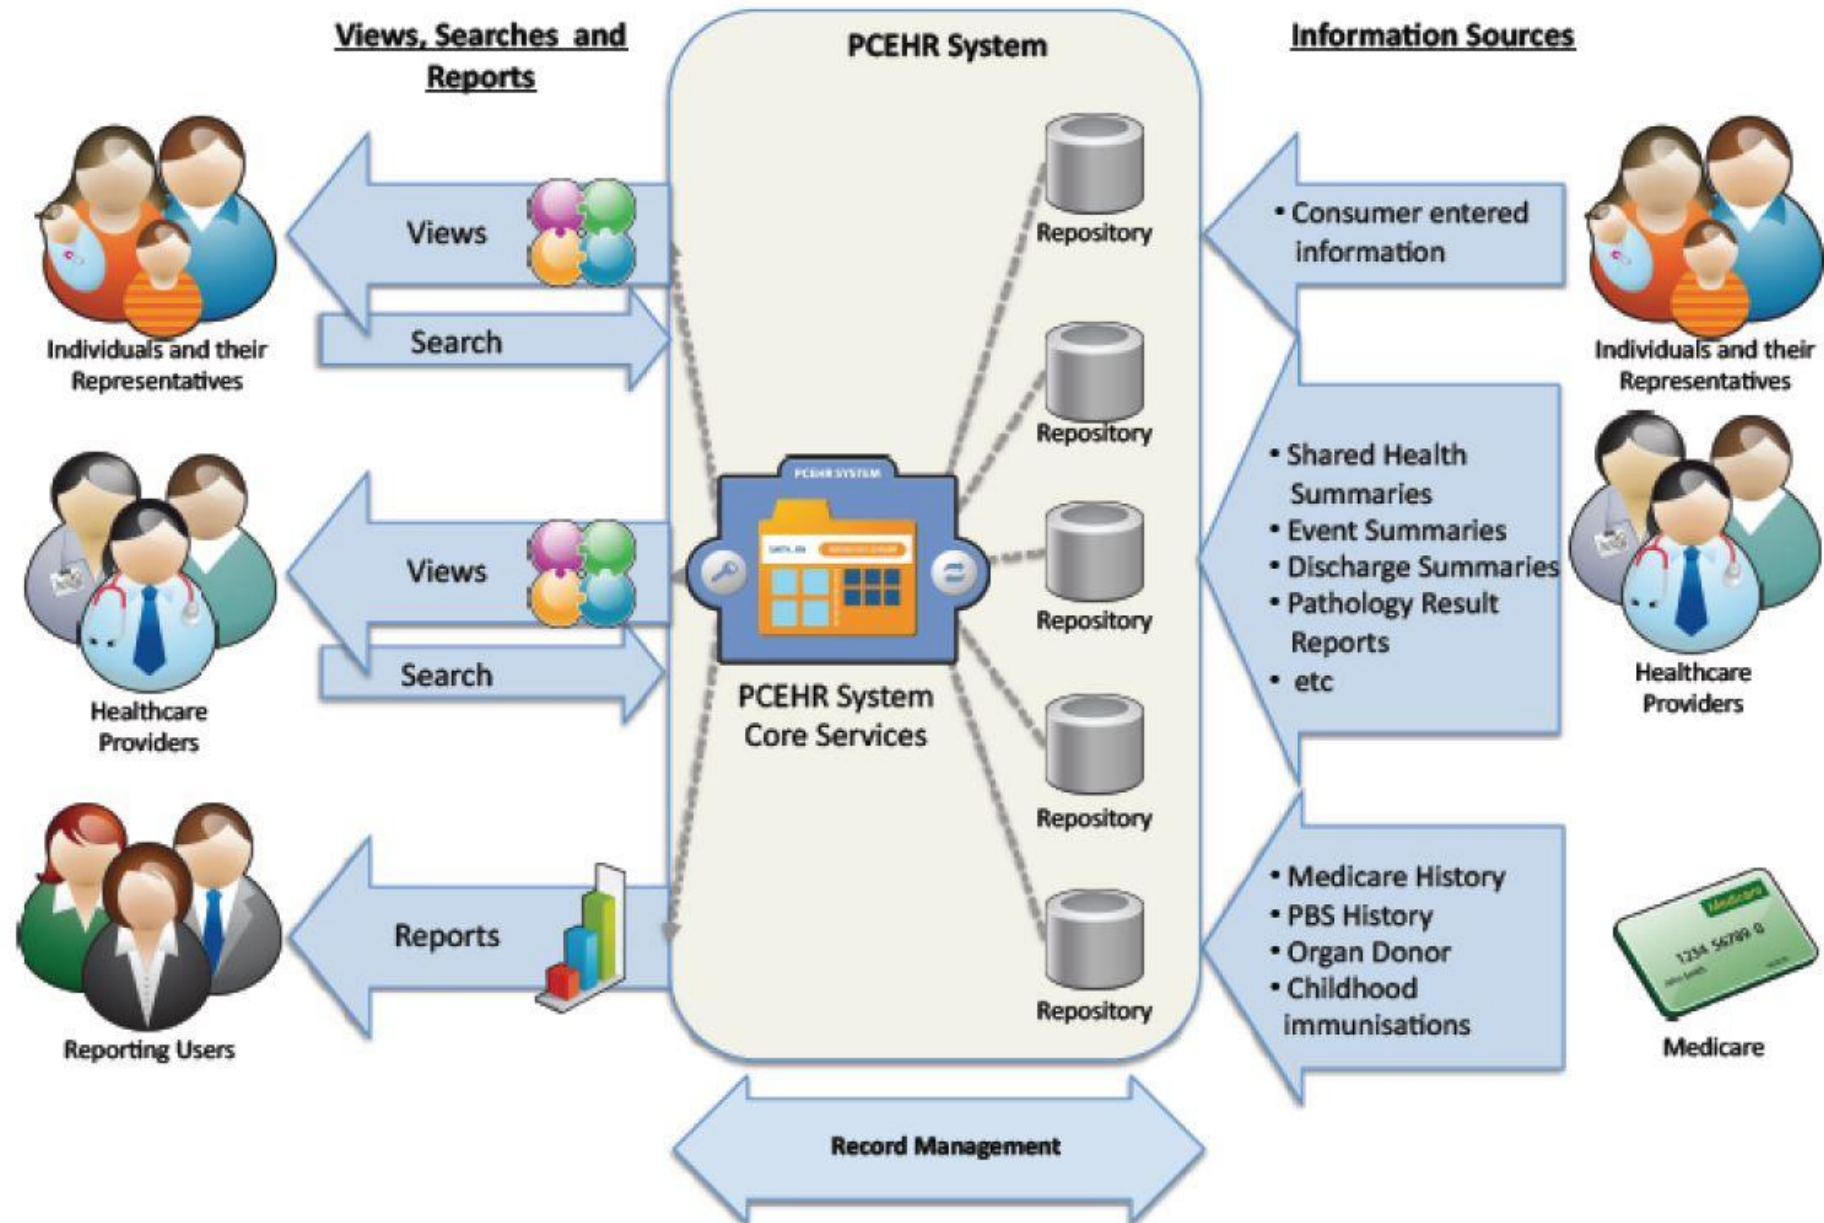 Views, Searches and
Reports
PCEHR System
Information Sources
Views
Search
Individuals and their
Representatives
Views
Search
Healthcare
Providers
Reports
Reporting Users
Repository
Repository
Repository
Repository
Repository
PCEHR SYSTEM
PCEHR System
Core Services
• Consumer entered
information
Individuals and their
Representatives
• Shared Health
Summaries
• Event Summaries
• Discharge Summaries
• Pathology Result
Reports
• etc
Healthcare
Providers
• Medicare History
• PBS History
• Organ Donor
• Childhood
immunisations
Medicare
1234 56789 0
Medicare
Record Management